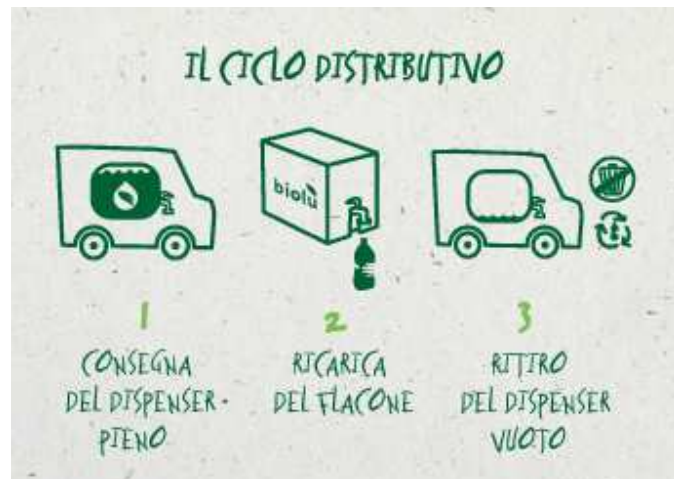 IL CICLO DISTRIBUTIVO
biolù
1
CONSEGNA
DEL DISPENSER
PIENO
2
RICARICA
DEL FLACONE
3
RITIRO
DEL DISPENSER
VUOTO